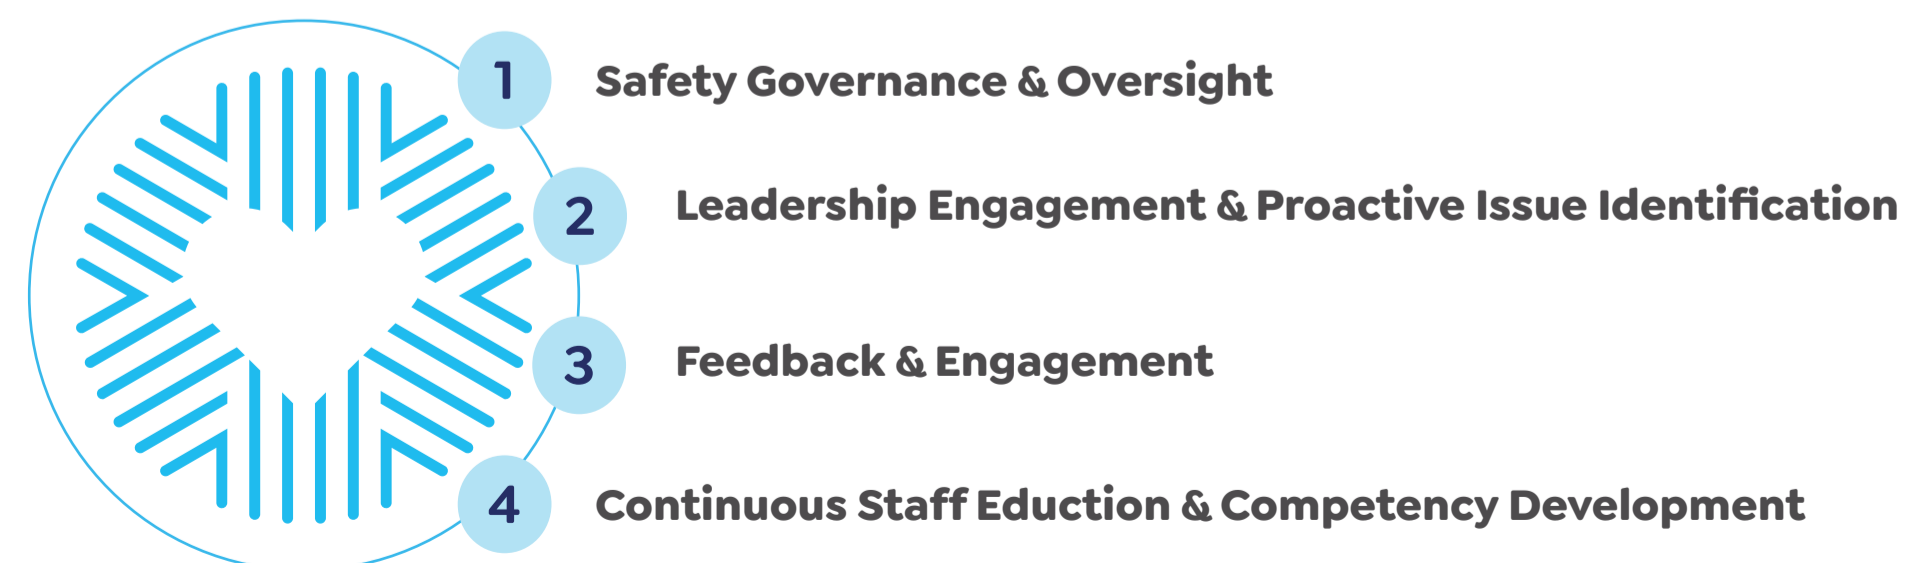 1 Safety Governance & Oversight
2 Leadership Engagement & Proactive Issue Identification
3 Feedback & Engagement
4 Continuous Staff Eduction & Competency Development